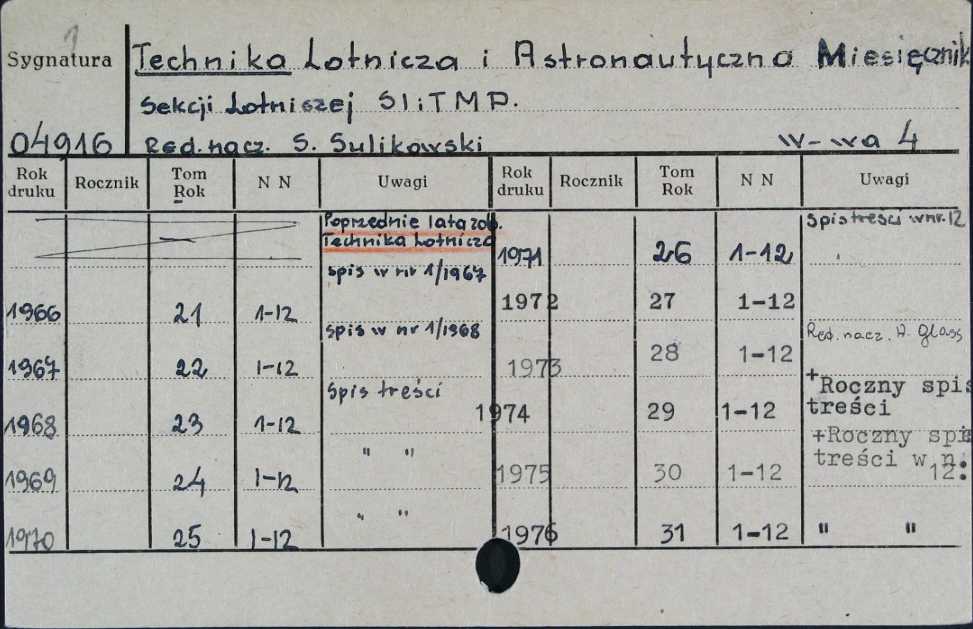 Sygnatura
Technika Lotnicza i Astronautyczna Miesięcznik
Sekcji Lotniszej SIiTMP.
04916 Red. nacz. S. Sulikowski W-wa 4
Rok druku Rocznik Tom Rok N N Uwagi Rok druku Rocznik Tom Rok N N Uwagi
Poprzednie lata zob.
Technika Lotnicza
1971 26 1-12 Spis treści w nr. 12
1966 21 1-12 spis w nr 1/1967
1972 27 1-12
1967 22 1-12 spis w nr 1/1968
1973 28 1-12 Red. nacz. A. Glass
1968 23 1-12 Spis treści
1974 29 1-12 +Roczny spis
treści
1969 24 1-12 " "
1975 30 1-12 +Roczny spis
treści w n.
12:
1970 25 1-12 " "
1976 31 1-12 " "